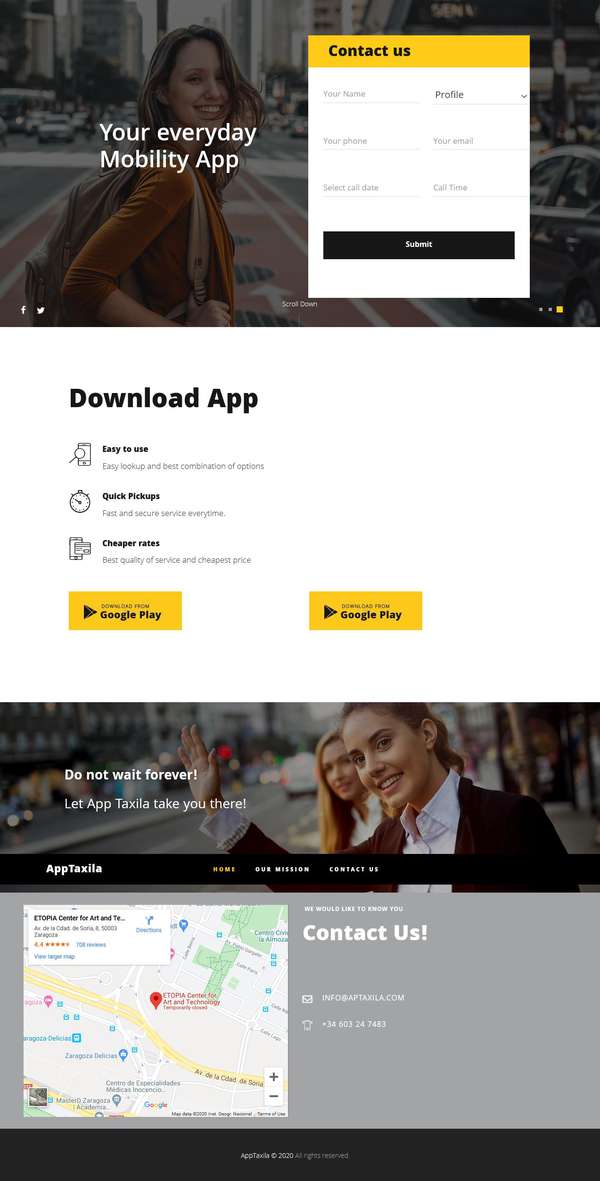 Contact us
Your Name
Profile
Your everyday
Mobility App
Your phone
Your email
Select call date
Call Time
Submit
Scroll Down
Download App
Easy to use
Easy lookup and best combination of options
Quick Pickups
Fast and secure service everytime.
Cheaper rates
Best quality of service and cheapest price
DOWNLOAD FROM
Google Play
DOWNLOAD FROM
Google Play
Do not wait forever!
Let App Taxila take you there!
AppTaxila
HOME
OUR MISSION
CONTACT US
WE WOULD LIKE TO KNOW YOU
Contact Us!
INFO@APTAXILA.COM
+34 603 24 7483
ETOPIA Center for Art and Te...
Av. de la Cdad. de Soria, 8, 50003
Zaragoza
Directions
4.4
708 reviews
View larger map
ETOPIA Center for
Art and Technology
Temporarily closed
Zaragoza Delicias
Av. de la Cdad. de Soria
Centro de Especialidades
Médicas Inocencio...
MasterD Zaragoza
Google
Map data ©2020 Inst. Geogr. Nacional
Terms of Use
AppTaxila © 2020 All rights reserved